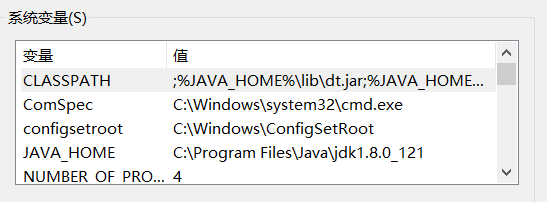 系统变量(S)
变量 值
CLASSPATH ;%JAVA_HOME%\lib\dt.jar;%JAVA_HOME...
ComSpec C:\Windows\system32\cmd.exe
configsetroot C:\Windows\ConfigSetRoot
JAVA_HOME C:\Program Files\Java\jdk1.8.0_121
NUMBER_OF_PRO... 4